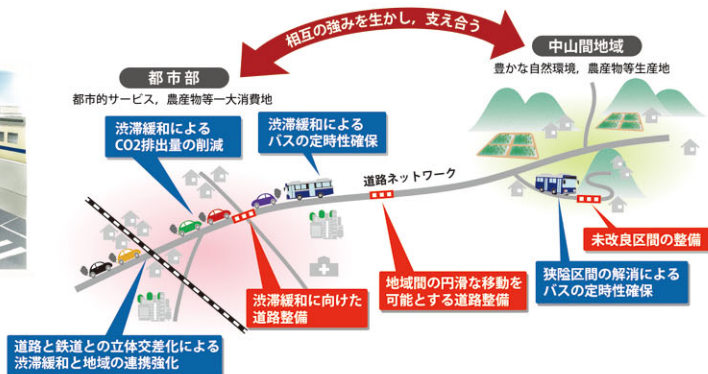 相互の強みを生かし，支え合う
都市部
都市的サービス，農産物等一大消費地
中山間地域
豊かな自然環境，農産物等生産地
渋滞緩和による
CO2排出量の削減
渋滞緩和による
バスの定時性確保
道路ネットワーク
未改良区間の整備
渋滞緩和に向けた
道路整備
地域間の円滑な移動を
可能とする道路整備
狭隘区間の解消による
バスの定時性確保
道路と鉄道との立体交差化による
渋滞緩和と地域の連携強化